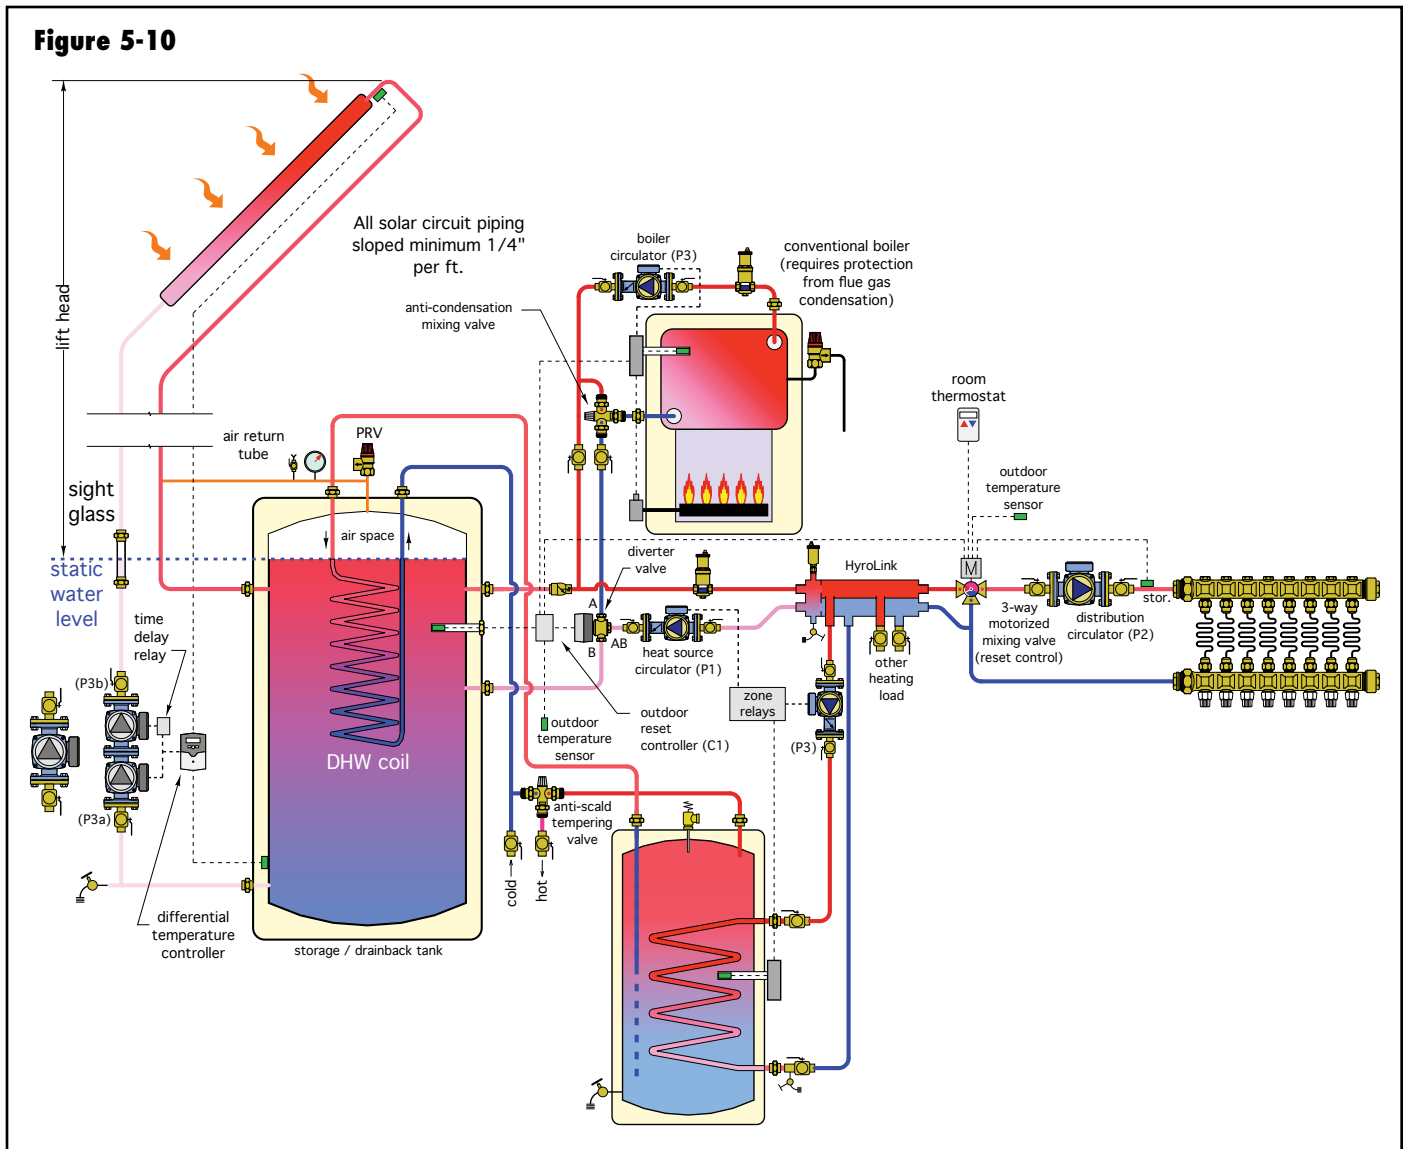 Figure 5-10
lift head
All solar circuit piping
sloped minimum 1/4"
per ft.
boiler
circulator (P3)
conventional boiler
(requires protection
from flue gas
condensation)
anti-condensation
mixing valve
room
thermostat
air return
tube
PRV
outdoor
temperature
sensor
sight
glass
air space
static
water
level
diverter
valve
HyroLink
M
A
B
AB
stor.
time
delay
relay
heat source
circulator (P1)
3-way
motorized
mixing valve
(reset control)
distribution
circulator (P2)
other
heating
load
(P3b)
(P3a)
zone
relays
(P3)
outdoor
temperature
sensor
outdoor
reset
controller (C1)
DHW coil
anti-scald
tempering
valve
cold
hot
differential
temperature
controller
storage / drainback tank